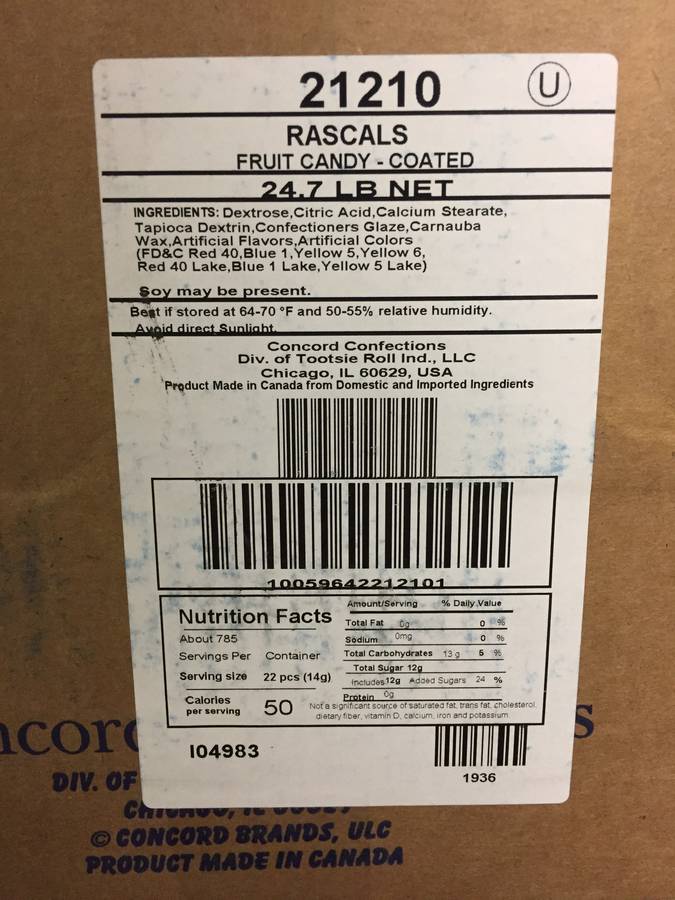 21210
U
RASCALS
FRUIT CANDY - COATED
24.7 LB NET
INGREDIENTS: Dextrose,Citric Acid,Calcium Stearate,
Tapioca Dextrin,Confectioners Glaze,Carnauba
Wax,Artificial Flavors,Artificial Colors
(FD&C Red 40,Blue 1,Yellow 5,Yellow 6,
Red 40 Lake,Blue 1 Lake,Yellow 5 Lake)
Soy may be present.
Best if stored at 64-70 °F and 50-55% relative humidity.
Avoid direct Sunlight.
Concord Confections
Div. of Tootsie Roll Ind., LLC
Chicago, IL 60629, USA
Product Made in Canada from Domestic and Imported Ingredients
10059642212101
Nutrition Facts
About 785
Servings Per Container
Serving size 22 pcs (14g)
Calories
per serving 50
Amount/Serving % Daily Value
Total Fat 0g 0 %
Sodium 0mg 0 %
Total Carbohydrates 13 g 5 %
Total Sugar 12g
Includes 12g Added Sugars 24 %
Protein 0g
Not a significant source of saturated fat, trans fat, cholesterol,
dietary fiber, vitamin D, calcium, iron and potassium.
I04983
1936
ncorc s
DIV. OF
© CONCORD BRANDS, ULC
PRODUCT MADE IN CANADA